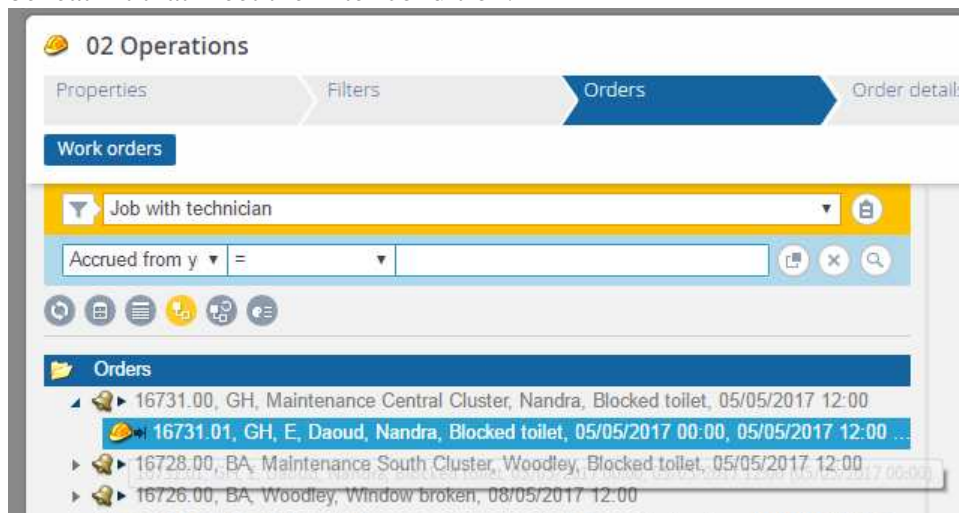 02 Operations
Properties Filters Orders Order details
Work orders
Job with technician
Accrued from y =
Orders
16731.00, GH, Maintenance Central Cluster, Nandra, Blocked toilet, 05/05/2017 12:00
16731.01, GH, E, Daoud, Nandra, Blocked toilet, 05/05/2017 00:00, 05/05/2017 12:00 ...
16728.00, BA, Maintenance South Cluster, Woodley, Blocked toilet, 05/05/2017 12:00
16726.00, BA, Woodley, Window broken, 08/05/2017 12:00